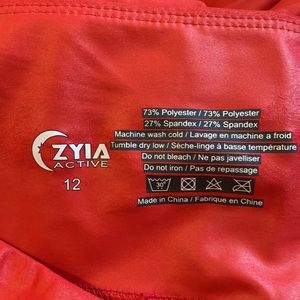 ZYIA
ACTIVE
12
73% Polyester / 73% Polyester
27% Spandex / 27% Spandex
Machine wash cold / Lavage en machine a froid
Tumble dry low / Sèche-linge à basse température
Do not bleach / Ne pas javelliser
Do not iron / Pas de repassage
30°
Made in China / Fabrique en Chine